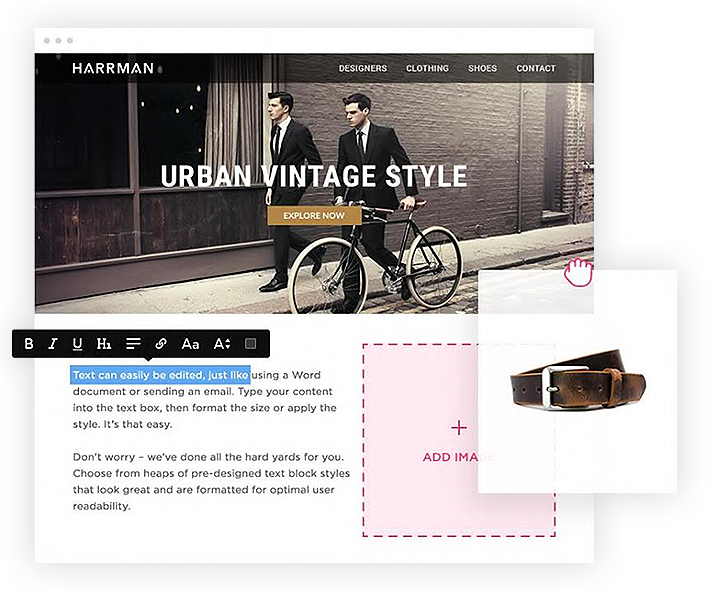 HARRMAN
DESIGNERS CLOTHING SHOES CONTACT
URBAN VINTAGE STYLE
EXPLORE NOW
B I U H1 Aa A
Text can easily be edited, just like using a Word
document or sending an email. Type your content
into the text box, then format the size or apply the
style. It's that easy.
Don't worry – we've done all the hard yards for you.
Choose from heaps of pre-designed text block styles
that look great and are formatted for optimal user
readability.
ADD IMAGE